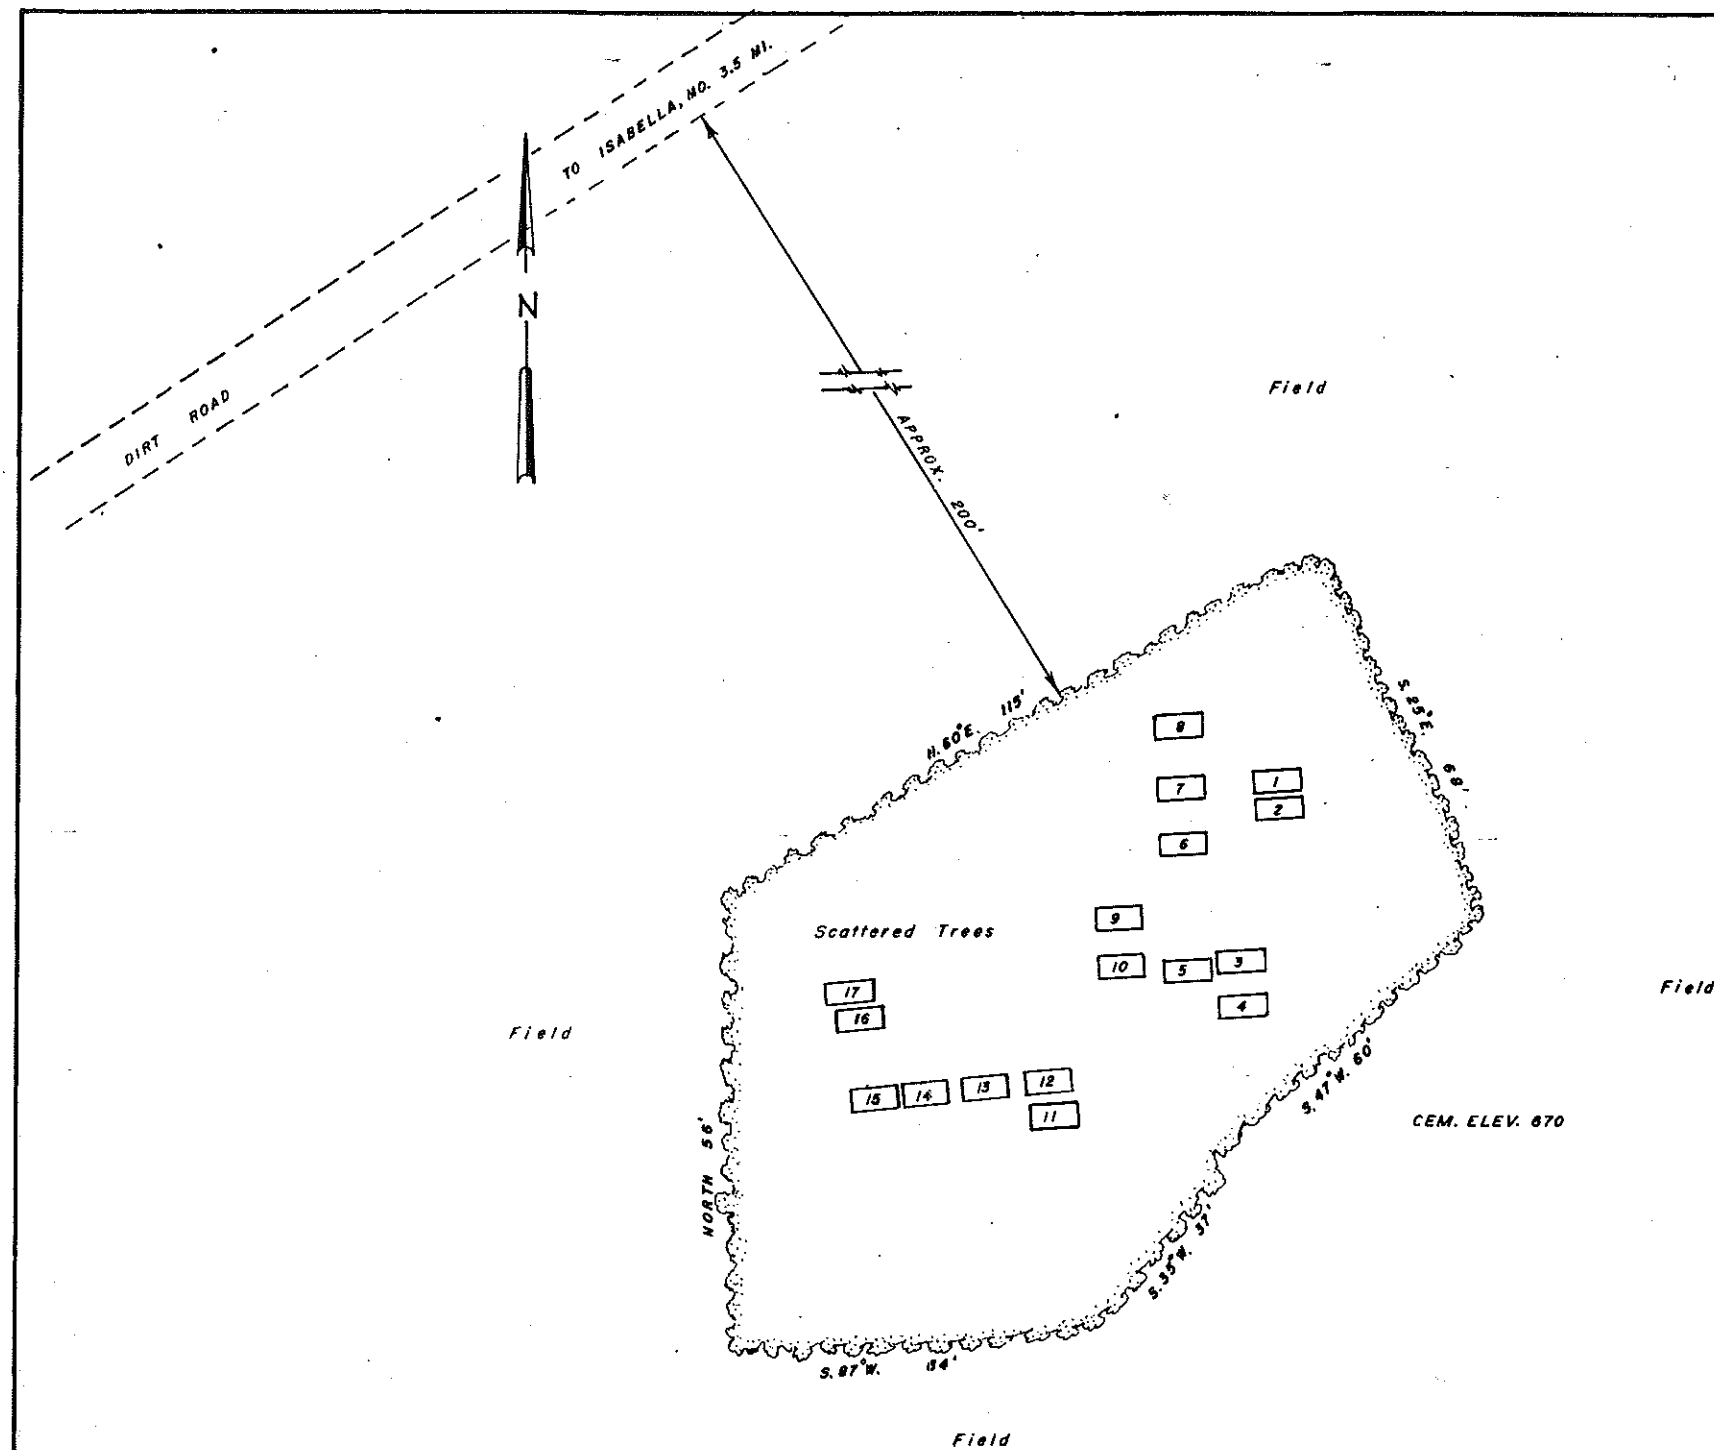 TO ISABELLA, MO. 3.5 MI.
N
DIRT ROAD
Field
APPROX. 200'
S. 25° E. 68'
N. 60° E. 115'
8
7
1
2
6
9
Scattered Trees
10
5
3
4
17
16
Field
Field
15
14
13
12
11
S. 47° W. 60'
CEM. ELEV. 670
NORTH 56'
S. 35° W. 37'
S. 87° W.
Field